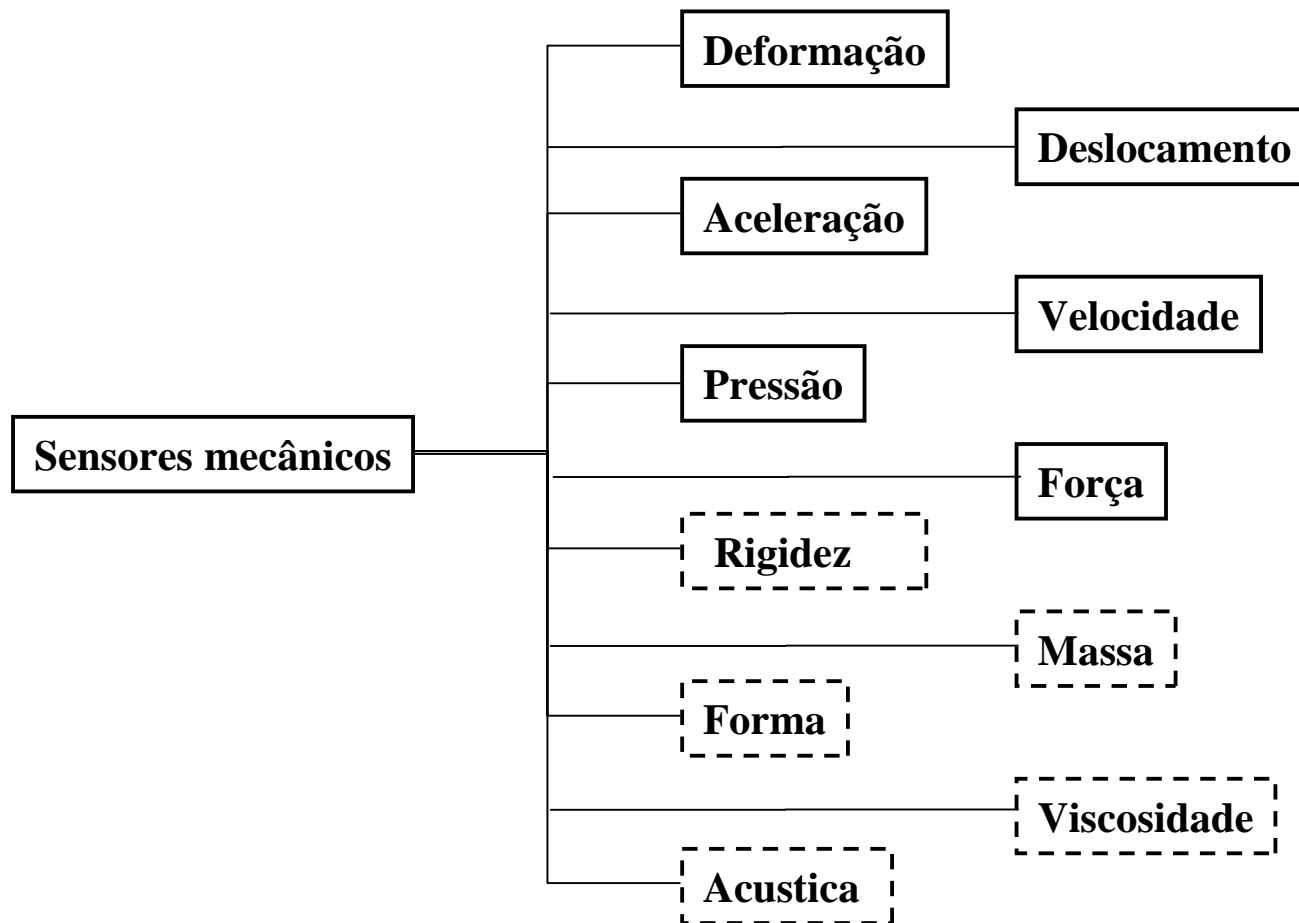 Deformação
Deslocamento
Aceleração
Velocidade
Pressão
Sensores mecânicos
Força
Rigidez
Massa
Forma
Viscosidade
Acustica